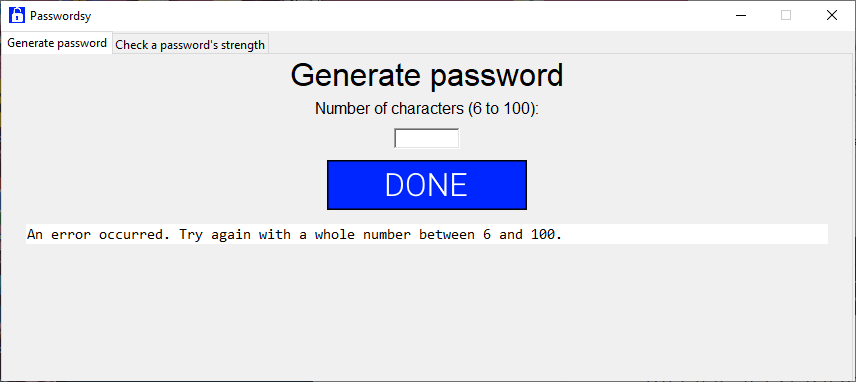 Passwordsy
Generate password
Check a password's strength
Generate password
Number of characters (6 to 100):
DONE
An error occurred. Try again with a whole number between 6 and 100.